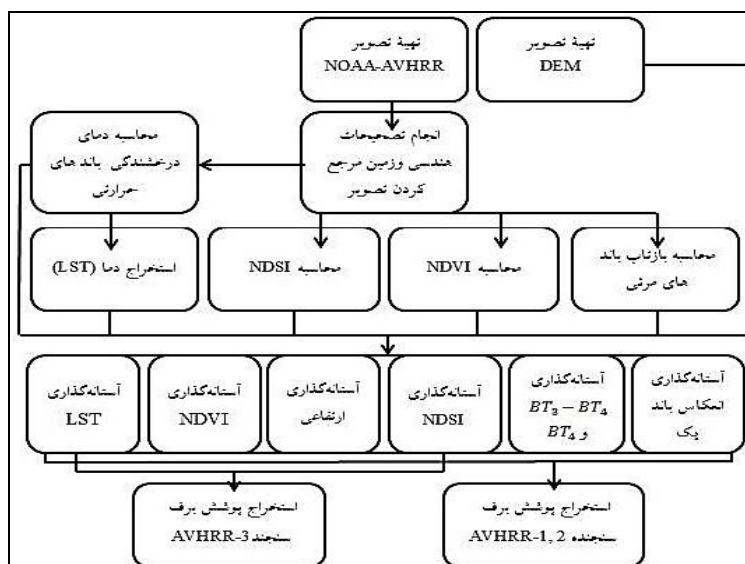 تهیۀ تصویر
NOAA-AVHRR
تهیۀ تصویر
DEM
انجام تصحیحات
هندسی وزمین مرجع
کردن تصویر
محاسبه دمای
درخشندگی باند های
حرارتی
محاسبه بازتاب باند
های مرئی
محاسبه NDVI
محاسبه NDSI
استخراج دما (LST)
آستانه‌گذاری
انعکاس باند
یک
آستانه‌گذاری
BT₃ − BT₄
و BT₄
آستانه‌گذاری
NDSI
آستانه‌گذاری
ارتفاعی
آستانه‌گذاری
NDVI
آستانه‌گذاری
LST
استخراج پوشش برف
سنجنده AVHRR-1, 2
استخراج پوشش برف
سنجند AVHRR-3